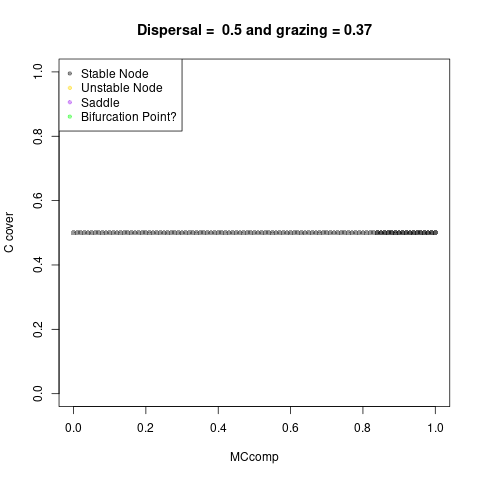 Dispersal =  0.5 and grazing = 0.37
Stable Node
Unstable Node
Saddle
Bifurcation Point?
1.0
0.8
0.6
0.4
0.2
0.0
C cover
0.0 0.2 0.4 0.6 0.8 1.0
MCcomp